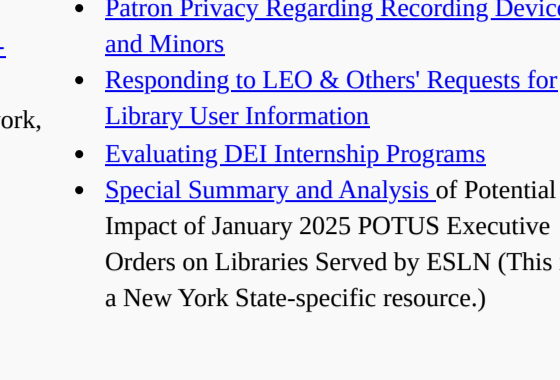 Patron Privacy Regarding Recording
and Minors
Responding to LEO & Others' Requests for
Library User Information
Evaluating DEI Internship Programs
Special Summary and Analysis of Potential
Impact of January 2025 POTUS Executive
Orders on Libraries Served by ESLN (This
a New York State-specific resource.)